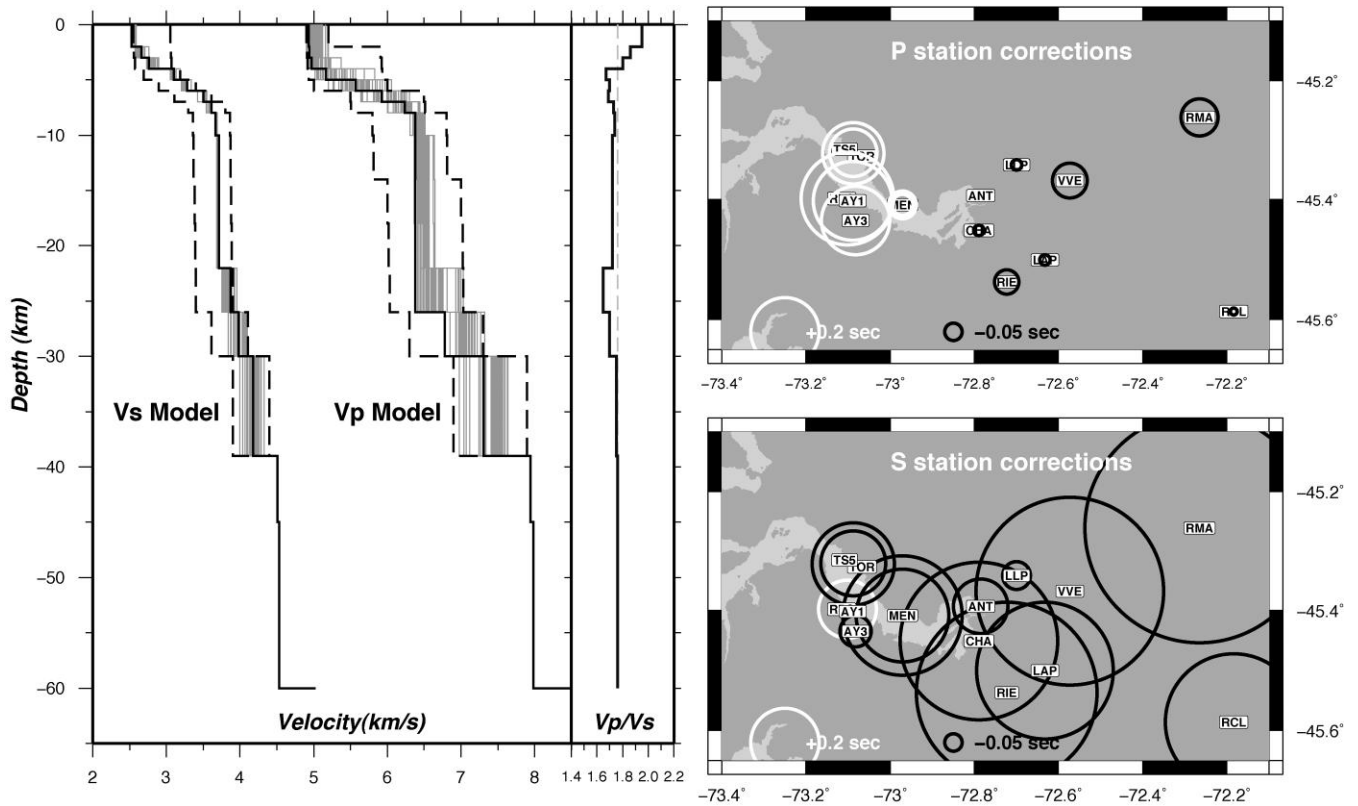 0
−10
−20
−30
−40
−50
−60
Depth (km)
Vs Model
Vp Model
Velocity(km/s)
Vp/Vs
2 3 4 5 6 7 8 1.4 1.6 1.8 2.0 2.2
P station corrections
RMA
TS5
TOR
VVE
ANT
AY1
MEN
AY3
RIE
+0.2 sec
−0.05 sec
−45.2°
−45.4°
−45.6°
−73.4° −73.2° −73° −72.8° −72.6° −72.4° −72.2°
S station corrections
RMA
TS5
TOR
LLP
VVE
ANT
AY1
MEN
AY3
CHA
LAP
RIE
RCL
+0.2 sec
−0.05 sec
−45.2°
−45.4°
−45.6°
−73.4° −73.2° −73° −72.8° −72.6° −72.4° −72.2°